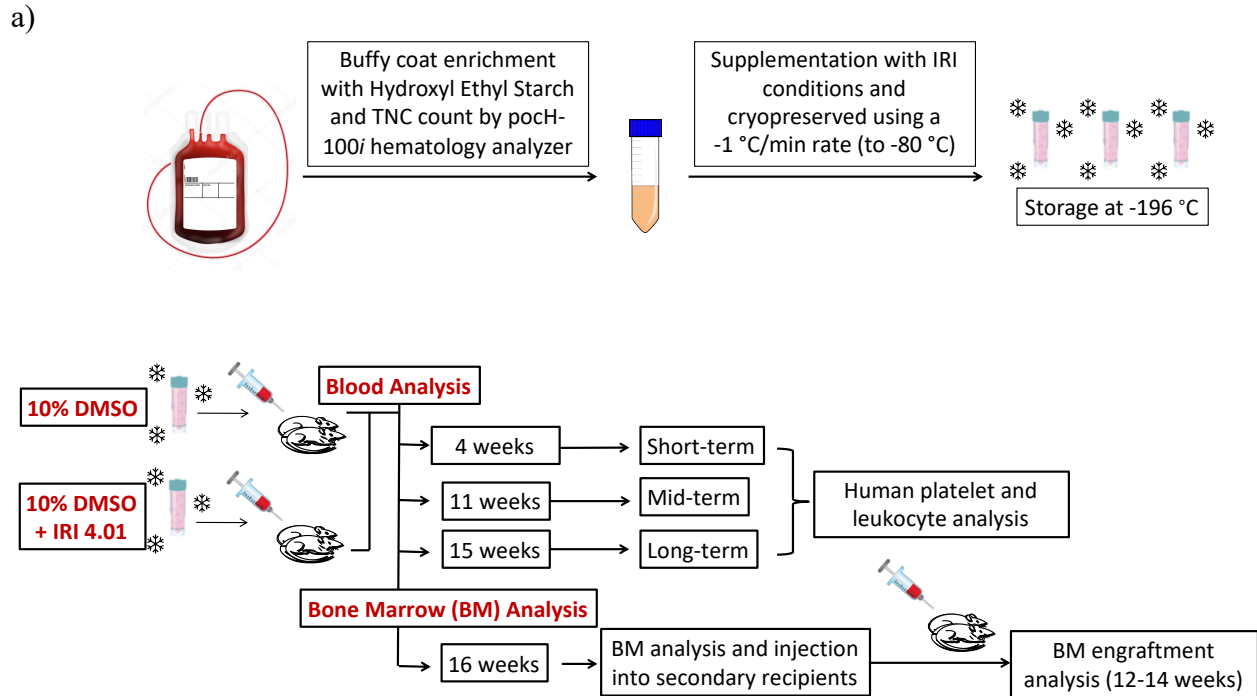 a)
Buffy coat enrichment
with Hydroxyl Ethyl Starch
and TNC count by pocH-
100i hematology analyzer
Supplementation with IRI
conditions and
cryopreserved using a
-1 °C/min rate (to -80 °C)
Storage at -196 °C
10% DMSO
10% DMSO
+ IRI 4.01
Blood Analysis
4 weeks
Short-term
11 weeks
Mid-term
15 weeks
Long-term
Human platelet and
leukocyte analysis
Bone Marrow (BM) Analysis
16 weeks
BM analysis and injection
into secondary recipients
BM engraftment
analysis (12-14 weeks)